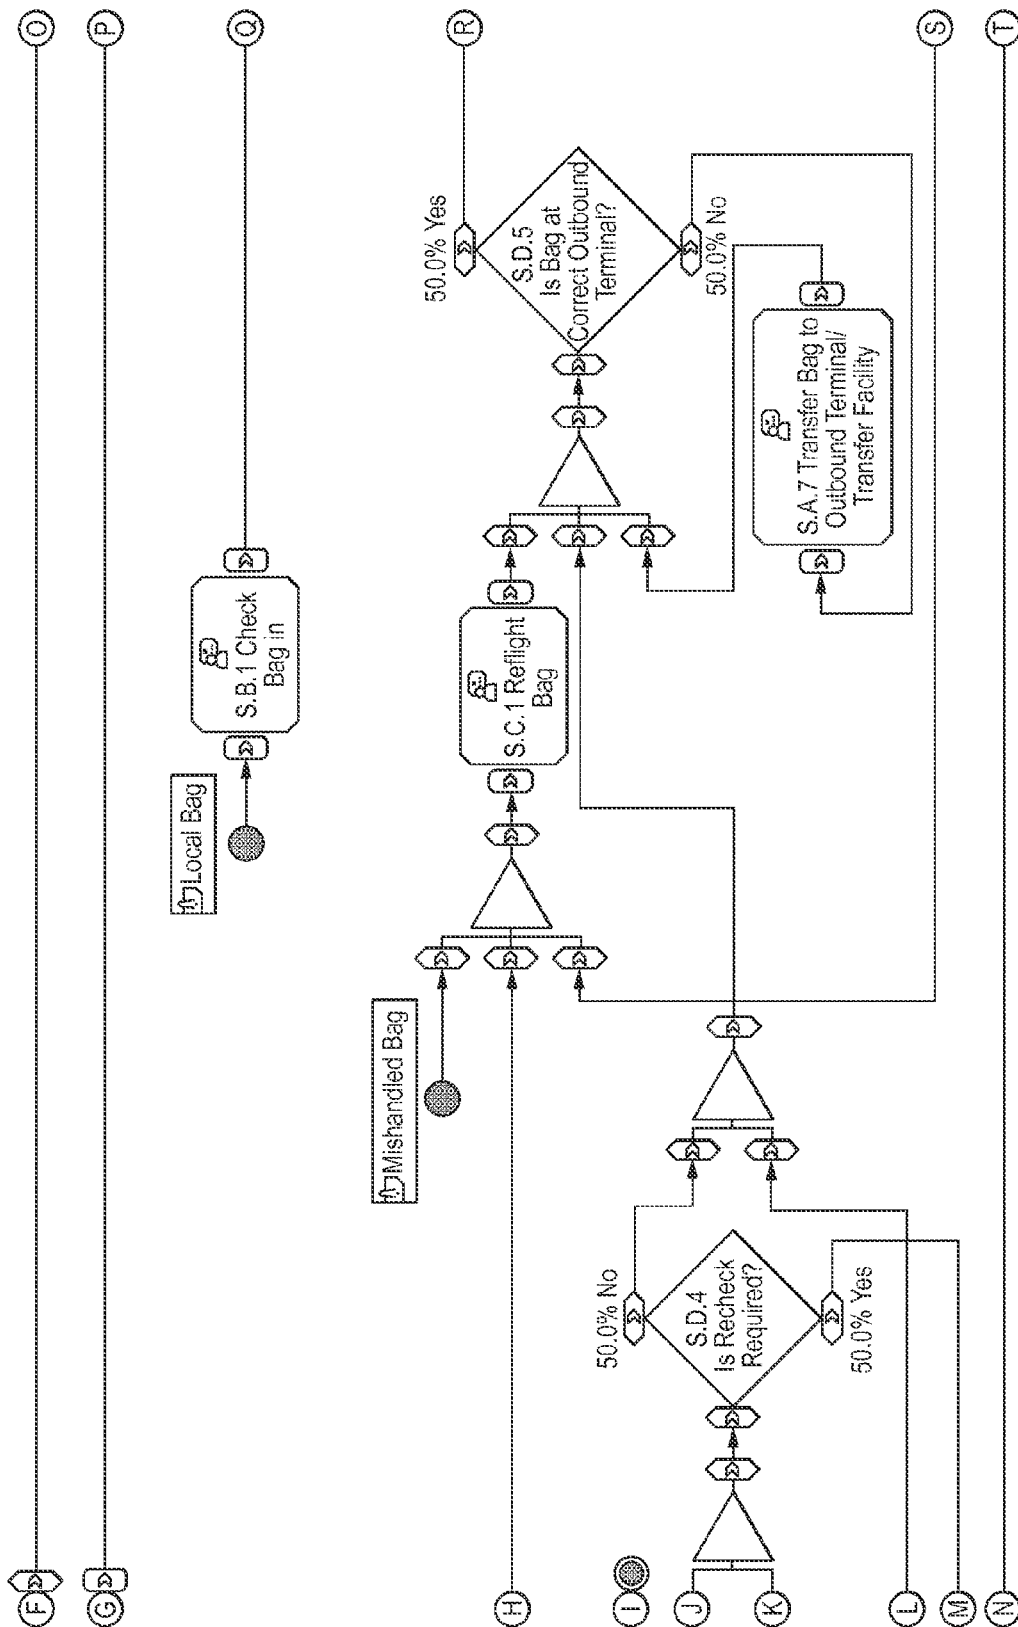 O
P
Q
R
S
T
Local Bag
S.B.1 Check
Bag in
Mishandled Bag
S.C.1 Reflight
Bag
50.0% Yes
S.D.5
Is Bag at
Correct Outbound
Terminal?
50.0% No
S.A.7 Transfer Bag to
Outbound Terminal/
Transfer Facility
50.0% No
S.D.4
Is Recheck
Required?
50.0% Yes
F
G
H
I
J
K
L
M
N